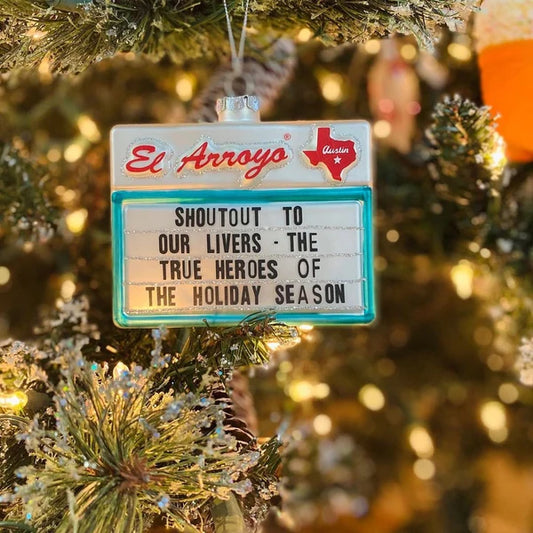 El Arroyo ®
Austin
SHOUTOUT TO
OUR LIVERS - THE
TRUE HEROES OF
THE HOLIDAY SEASON